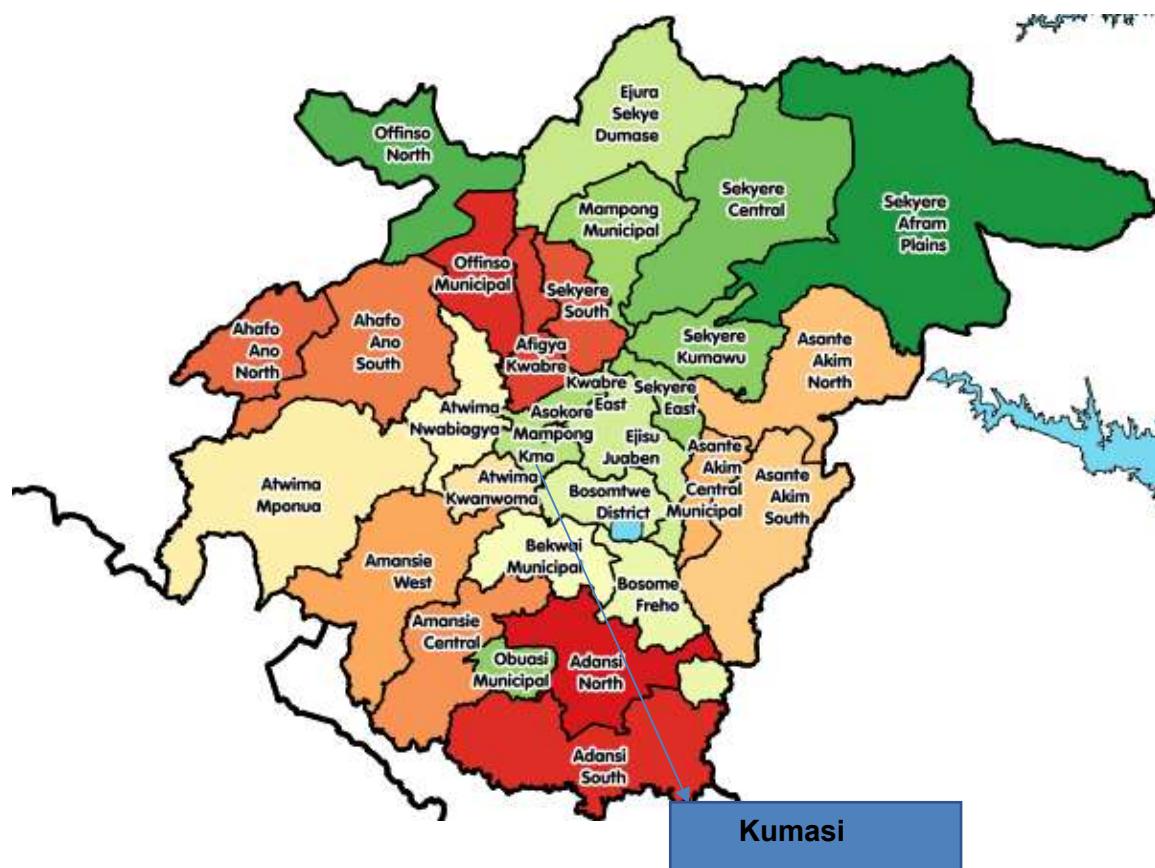 Ejura
Sekye
Dumase
Offinso
North
Sekyere
Central
Mampong
Municipal
Sekyere
Afram
Plains
Offinso
Municipal
Sekyere
South
Ahafo
Ano
North
Ahafo
Ano
South
Afigya
Kwabre
Sekyere
Kumawu
Asante
Akim
North
Kwabre
East
Sekyere
East
Atwima
Nwabiagya
Asokore
Mampong
Kma
Ejisu
Juaben
Asante
Akim
Central
Municipal
Asante
Akim
South
Atwima
Mponua
Atwima
Kwanwoma
Bosomtwe
District
Bekwai
Municipal
Amansie
West
Bosome
Freho
Amansie
Central
Obuasi
Municipal
Adansi
North
Adansi
South
Kumasi